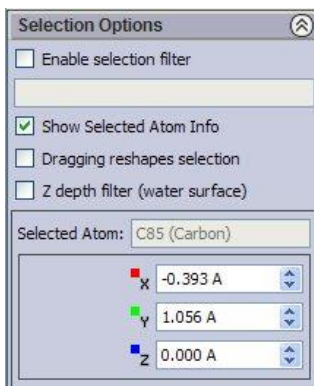 Selection Options
Enable selection filter
Show Selected Atom Info
Dragging reshapes selection
Z depth filter (water surface)
Selected Atom: C85 (Carbon)
X -0.393 A
Y 1.056 A
Z 0.000 A